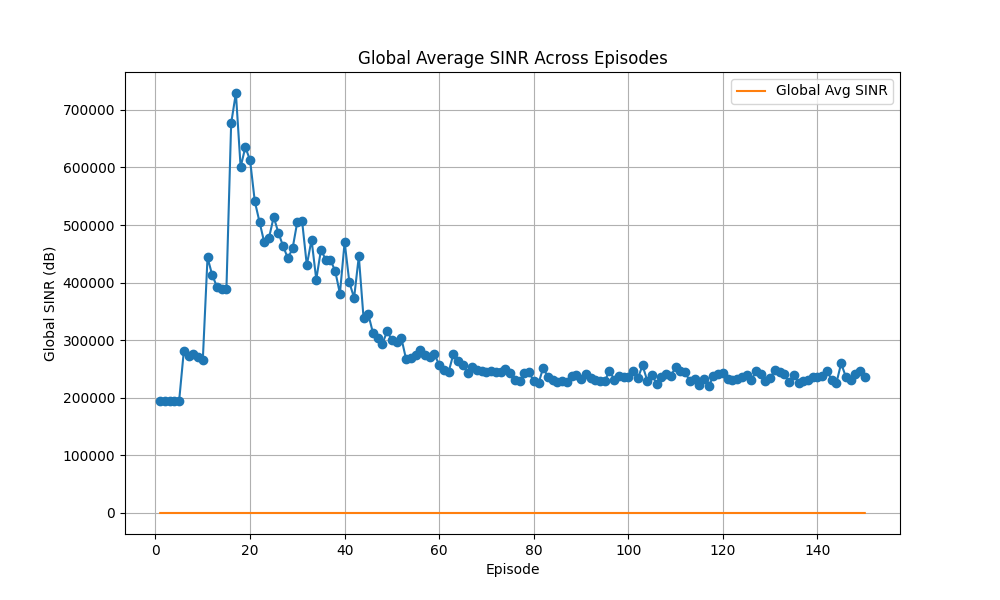 Global Average SINR Across Episodes
Global Avg SINR
Global SINR (dB)
700000
600000
500000
400000
300000
200000
100000
0
0 20 40 60 80 100 120 140
Episode